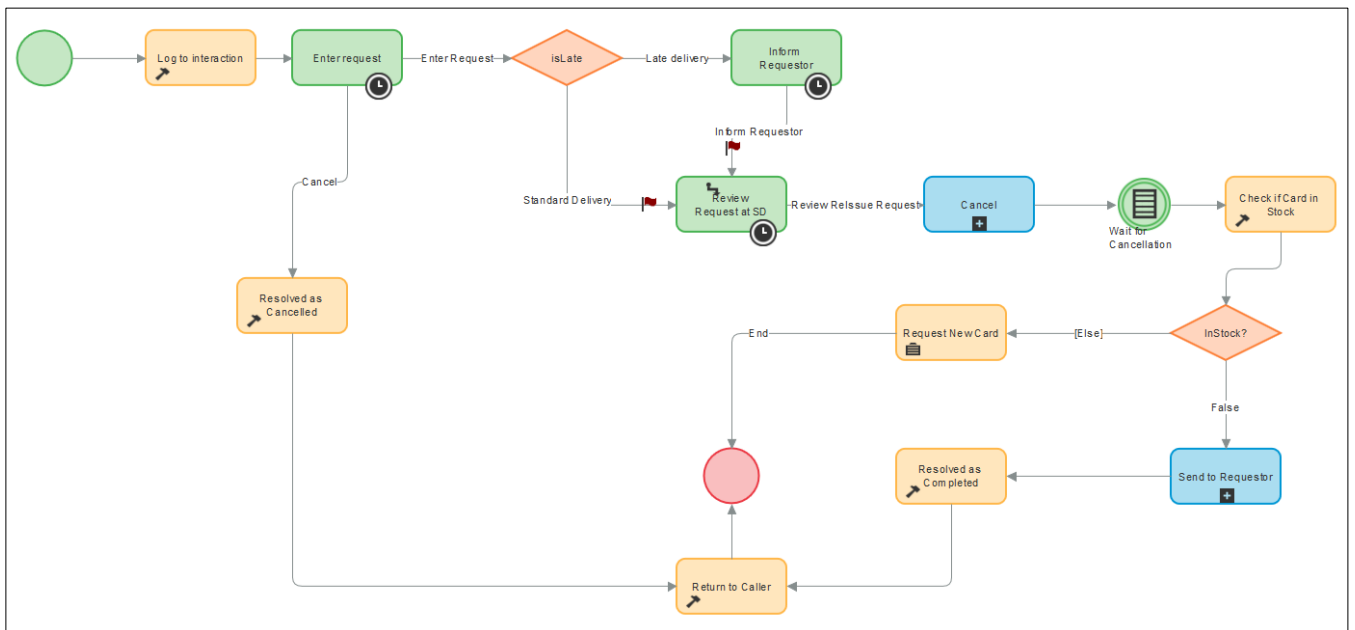 Log to interaction
Enter request
Enter Request
isLate
Late delivery
Inform
Requestor
Inform Requestor
Cancel
Standard Delivery
Review
Request at SD
Review ReIssue Request
Cancel
Wait for
Cancellation
Check if Card in
Stock
Resolved as
Cancelled
End
Request New Card
[Else]
InStock?
False
Resolved as
Completed
Send to Requestor
Return to Caller